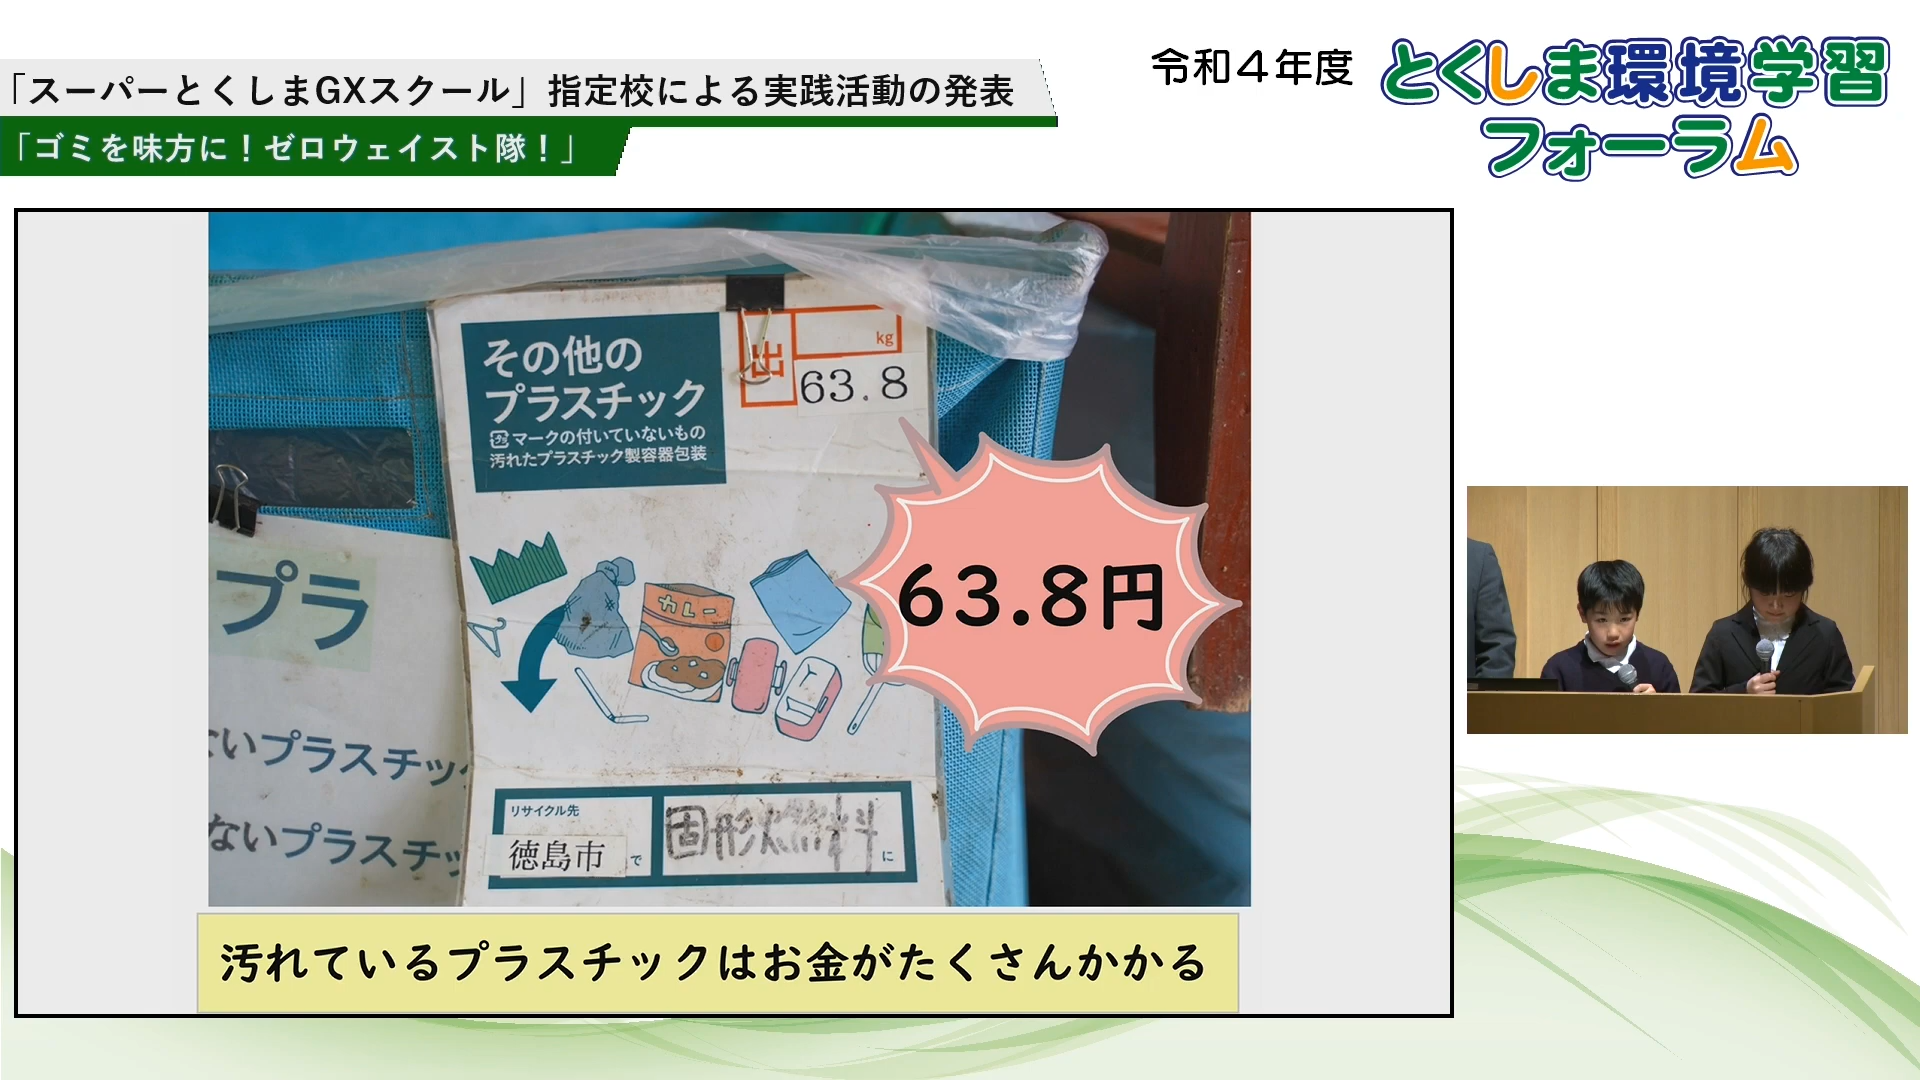 「スーパーとくしまGXスクール」指定校による実践活動の発表
「ゴミを味方に！ゼロウェイスト隊！」
令和４年度
とくしま環境学習
フォーラム
その他の
プラスチック
プラマークの付いていないもの
汚れたプラスチック製容器包装
出
kg
63.8
63.8円
プラ
カレー
ないプラスチッ
ないプラスチッ
リサイクル先
徳島市で
固形燃料に
汚れているプラスチックはお金がたくさんかかる